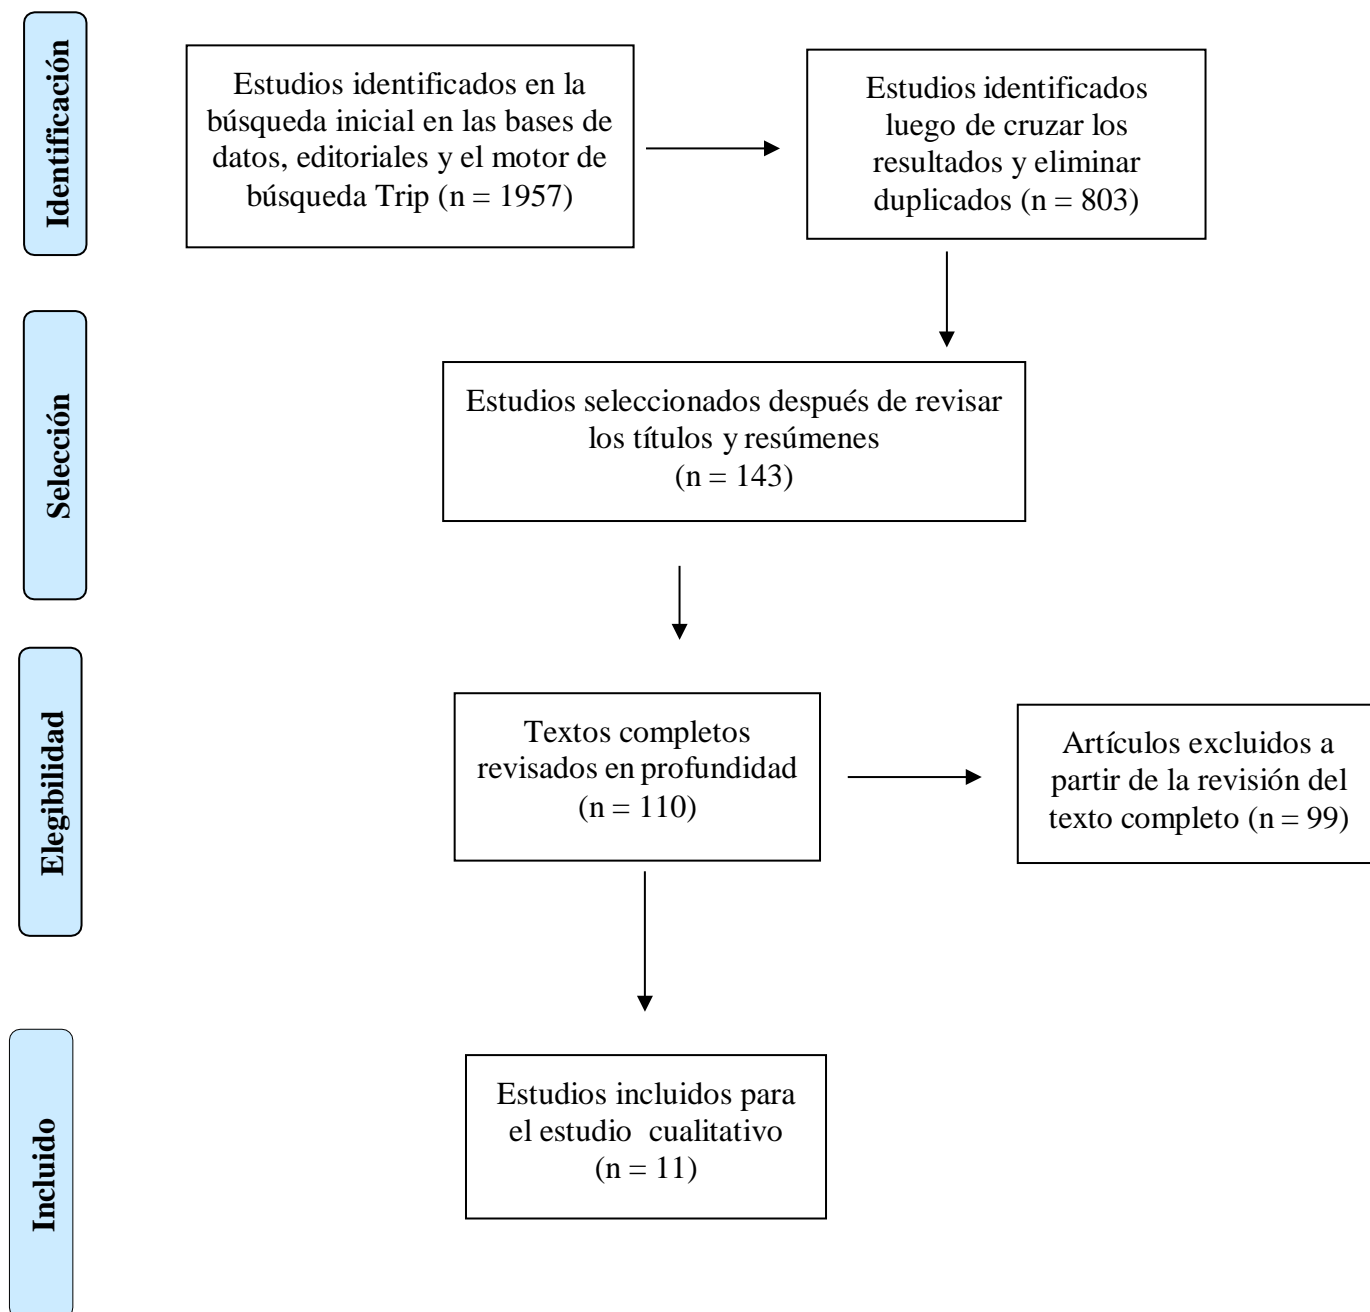 Identificación
Estudios identificados en la
búsqueda inicial en las bases de
datos, editoriales y el motor de
búsqueda Trip (n = 1957)
Estudios identificados
luego de cruzar los
resultados y eliminar
duplicados (n = 803)
Selección
Estudios seleccionados después de revisar
los títulos y resúmenes
(n = 143)
Elegibilidad
Textos completos
revisados en profundidad
(n = 110)
Artículos excluidos a
partir de la revisión del
texto completo (n = 99)
Incluido
Estudios incluidos para
el estudio cualitativo
(n = 11)